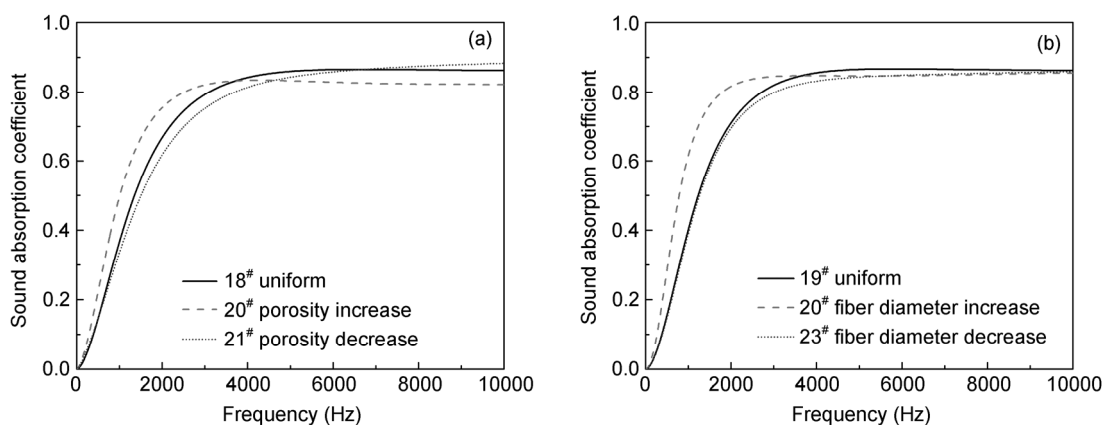 (a)
Sound absorption coefficient
1.0
0.8
0.6
0.4
0.2
0.0
18# uniform
20# porosity increase
21# porosity decrease
0 2000 4000 6000 8000 10000
Frequency (Hz)
(b)
Sound absorption coefficient
1.0
0.8
0.6
0.4
0.2
0.0
19# uniform
20# fiber diameter increase
23# fiber diameter decrease
0 2000 4000 6000 8000 10000
Frequency (Hz)